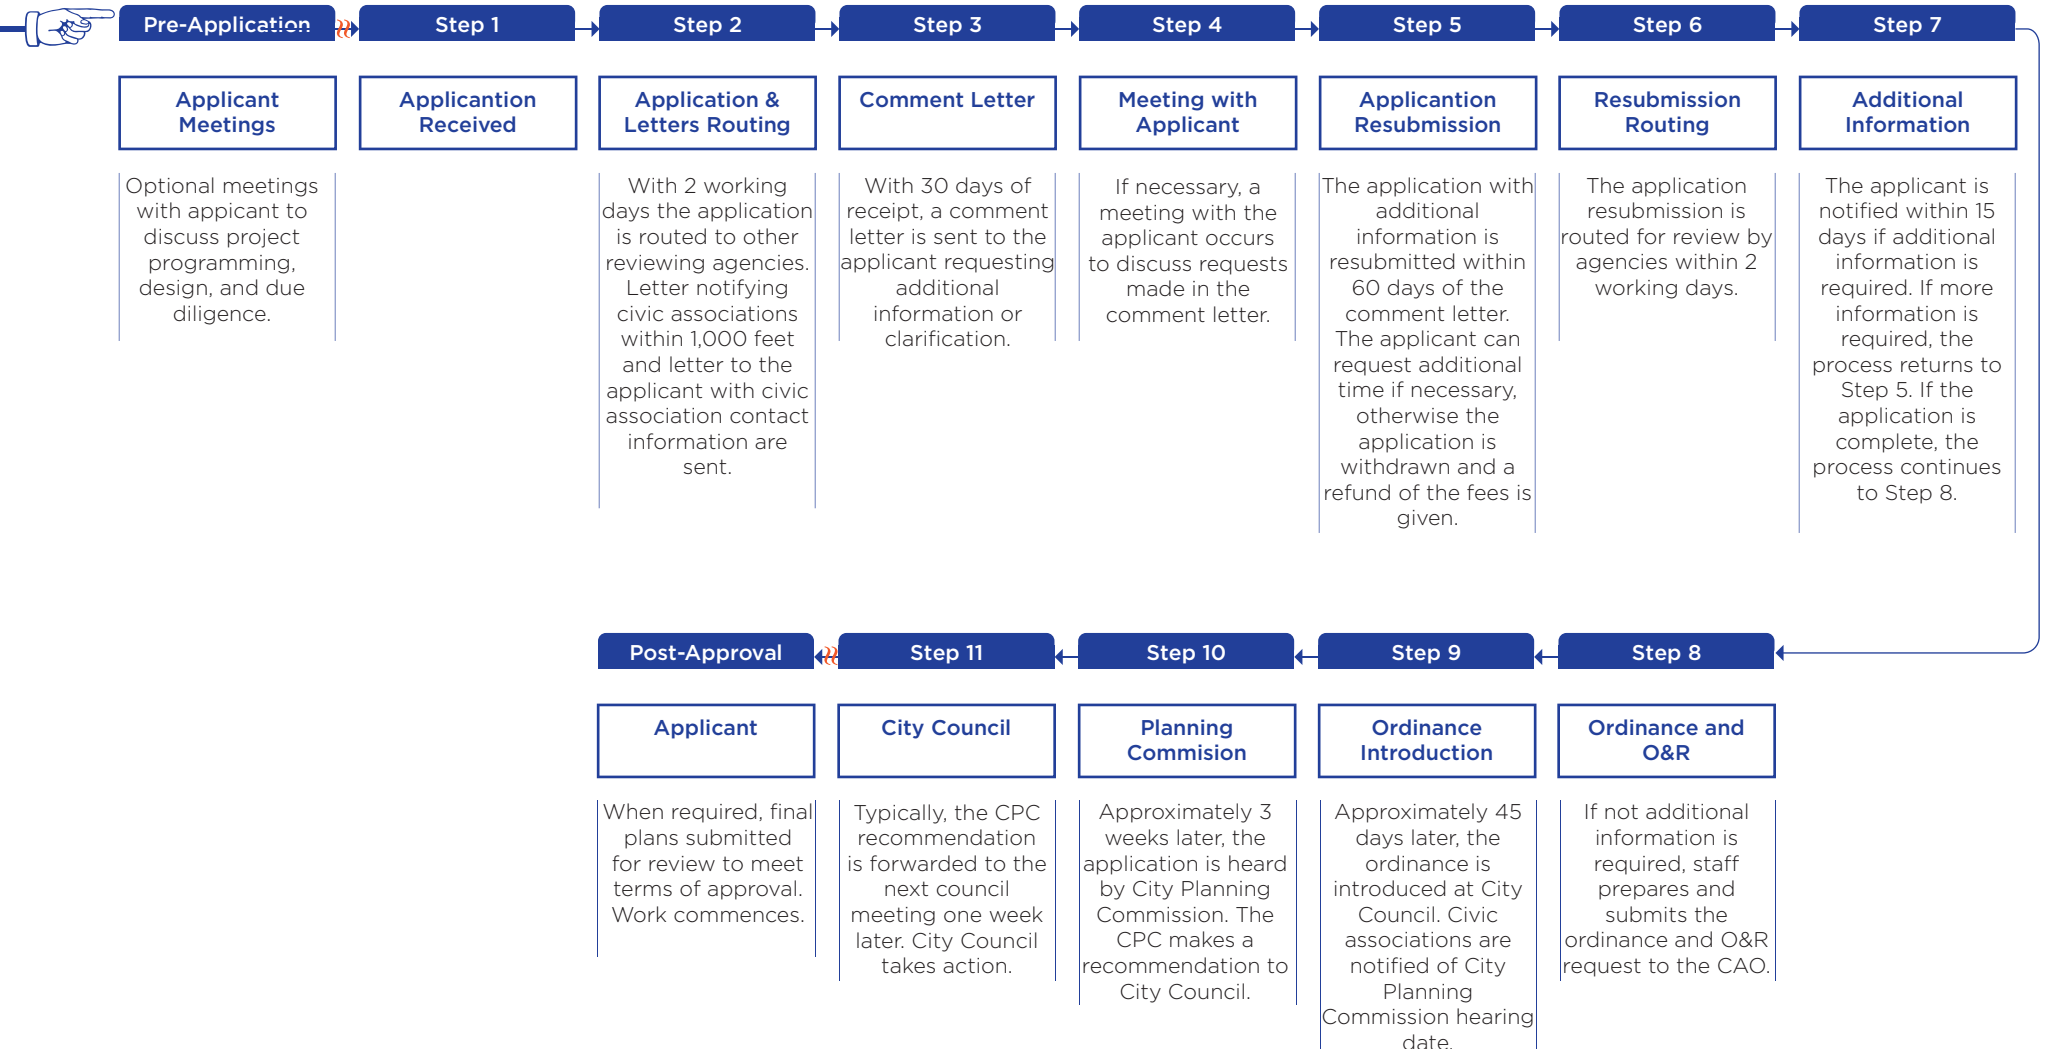 Pre-Application
Step 1
Step 2
Step 3
Step 4
Step 5
Step 6
Step 7
Applicant
Meetings
Applicantion
Received
Application &
Letters Routing
Comment Letter
Meeting with
Applicant
Applicantion
Resubmission
Resubmission
Routing
Additional
Information
Optional meetings
with appicant to
discuss project
programming,
design, and due
diligence.
With 2 working
days the application
is routed to other
reviewing agencies.
Letter notifying
civic associations
within 1,000 feet
and letter to the
applicant with civic
association contact
information are
sent.
With 30 days of
receipt, a comment
letter is sent to the
applicant requesting
additional
information or
clarification.
If necessary, a
meeting with the
applicant occurs
to discuss requests
made in the
comment letter.
The application with
additional
information is
resubmitted within
60 days of the
comment letter.
The applicant can
request additional
time if necessary,
otherwise the
application is
withdrawn and a
refund of the fees is
given.
The application
resubmission is
routed for review by
agencies within 2
working days.
The applicant is
notified within 15
days if additional
information is
required. If more
information is
required, the
process returns to
Step 5. If the
application is
complete, the
process continues
to Step 8.
Post-Approval
Step 11
Step 10
Step 9
Step 8
Applicant
City Council
Planning
Commision
Ordinance
Introduction
Ordinance and
O&R
When required, final
plans submitted
for review to meet
terms of approval.
Work commences.
Typically, the CPC
recommendation
is forwarded to the
next council
meeting one week
later. City Council
takes action.
Approximately 3
weeks later, the
application is heard
by City Planning
Commission. The
CPC makes a
recommendation to
City Council.
Approximately 45
days later, the
ordinance is
introduced at City
Council. Civic
associations are
notified of City
Planning
Commission hearing
date.
If not additional
information is
required, staff
prepares and
submits the
ordinance and O&R
request to the CAO.